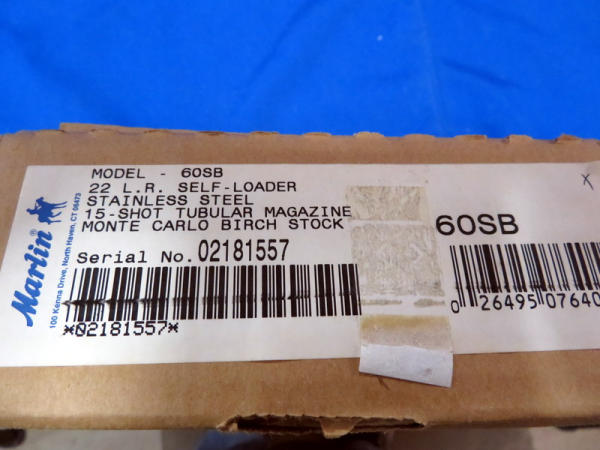 MODEL - 60SB
22 L.R. SELF-LOADER
STAINLESS STEEL
15-SHOT TUBULAR MAGAZINE
MONTE CARLO BIRCH STOCK
Serial No. 02181557
*02181557*
Marlin
100 Kenna Drive, North Haven, CT 06473
60SB
0 26495 0764
x